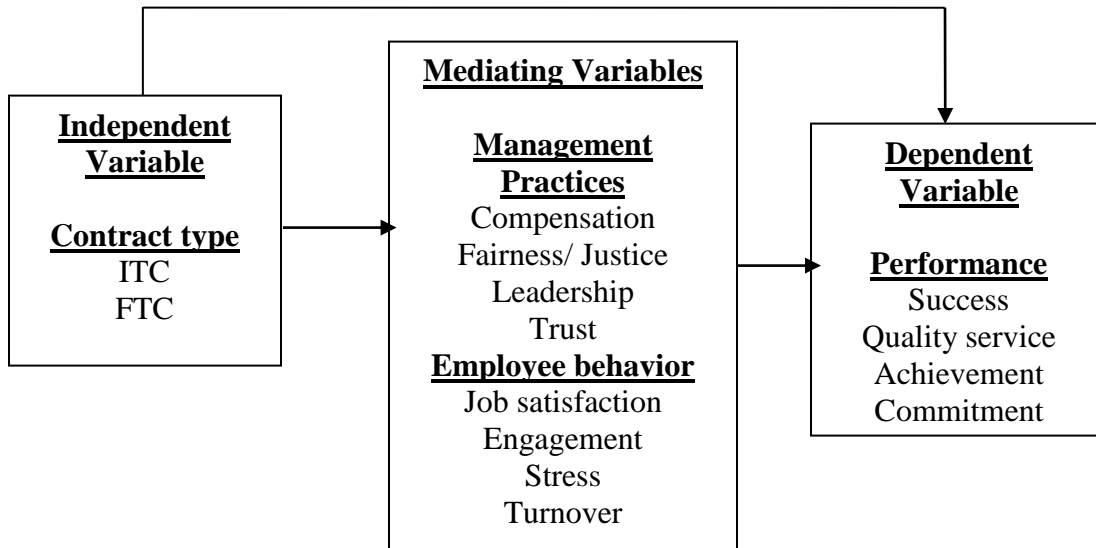 Independent
Variable
Contract type
ITC
FTC
Mediating Variables
Management
Practices
Compensation
Fairness/ Justice
Leadership
Trust
Employee behavior
Job satisfaction
Engagement
Stress
Turnover
Dependent
Variable
Performance
Success
Quality service
Achievement
Commitment